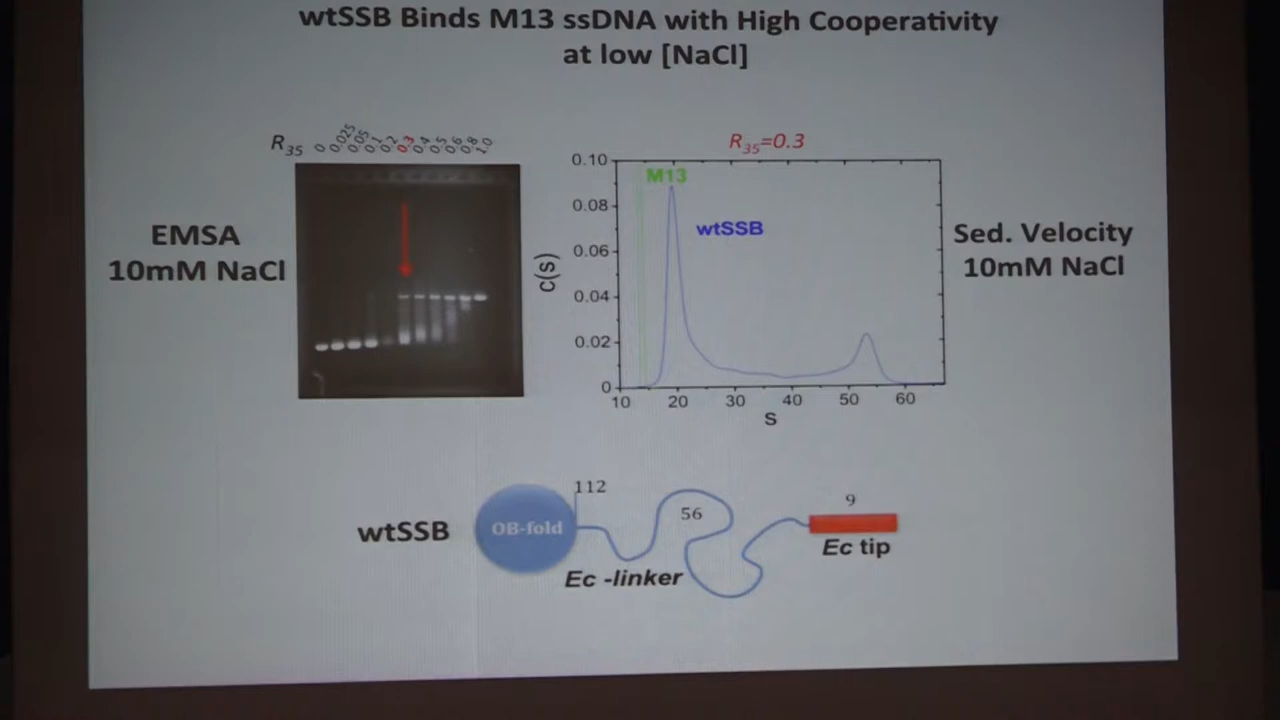 wtSSB Binds M13 ssDNA with High Cooperativity
at low [NaCl]
R35 0 0.025 0.05 0.1 0.2 0.3 0.4 0.5 0.6 0.8 1.0
EMSA
10mM NaCl
R35=0.3
M13
wtSSB
0.10
0.08
0.06
0.04
0.02
0
c(s)
10 20 30 40 50 60
S
Sed. Velocity
10mM NaCl
wtSSB
OB-fold
112
56
9
Ec -linker
Ec tip